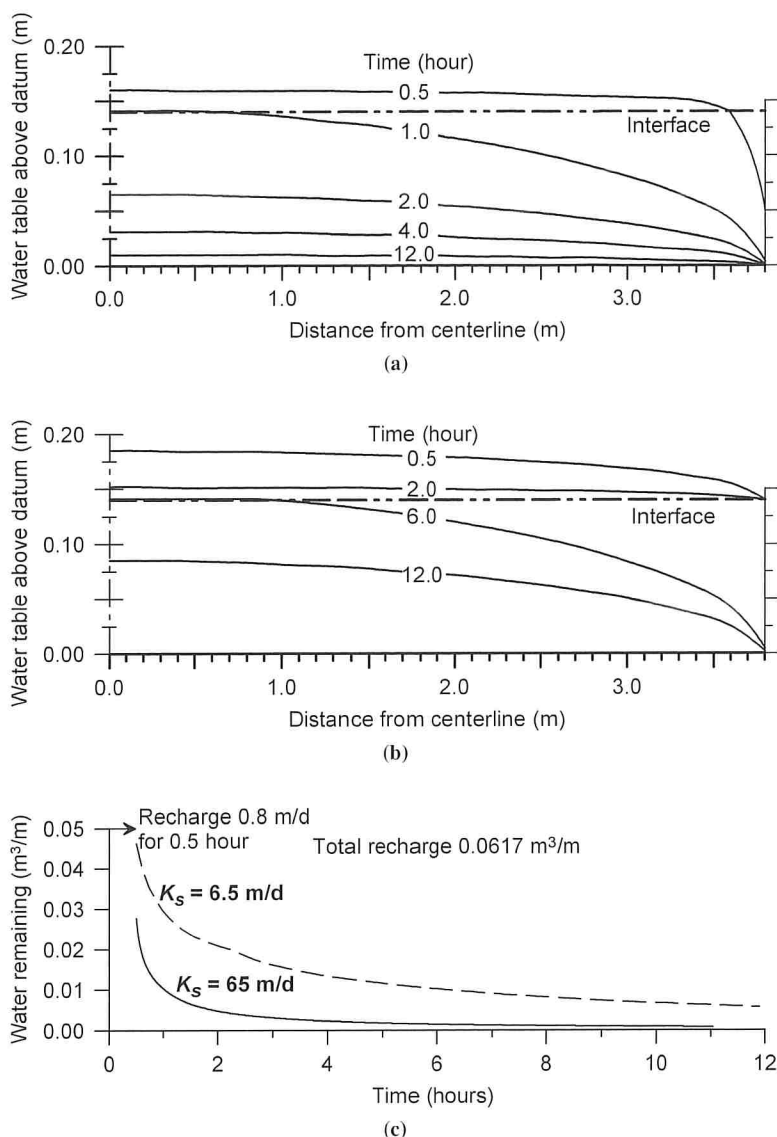 Water table above datum (m)
0.20
0.10
0.00
Time (hour)
0.5
Interface
1.0
2.0
4.0
12.0
0.0
1.0
2.0
3.0
Distance from centerline (m)
(a)
Water table above datum (m)
0.20
0.10
0.00
Time (hour)
0.5
2.0
Interface
6.0
12.0
0.0
1.0
2.0
3.0
Distance from centerline (m)
(b)
Water remaining (m³/m)
0.05
0.04
0.03
0.02
0.01
0.00
Recharge 0.8 m/d
for 0.5 hour
Total recharge 0.0617 m³/m
Ks = 6.5 m/d
Ks = 65 m/d
0
2
4
6
8
10
12
Time (hours)
(c)